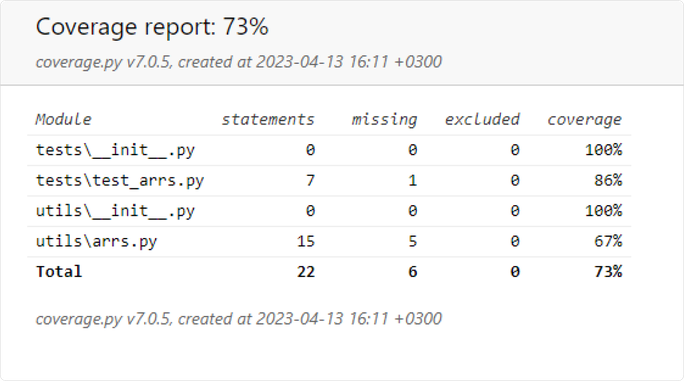 Coverage report: 73%
coverage.py v7.0.5, created at 2023-04-13 16:11 +0300
Module statements missing excluded coverage
tests\__init__.py 0 0 0 100%
tests\test_arrs.py 7 1 0 86%
utils\__init__.py 0 0 0 100%
utils\arrs.py 15 5 0 67%
Total 22 6 0 73%
coverage.py v7.0.5, created at 2023-04-13 16:11 +0300